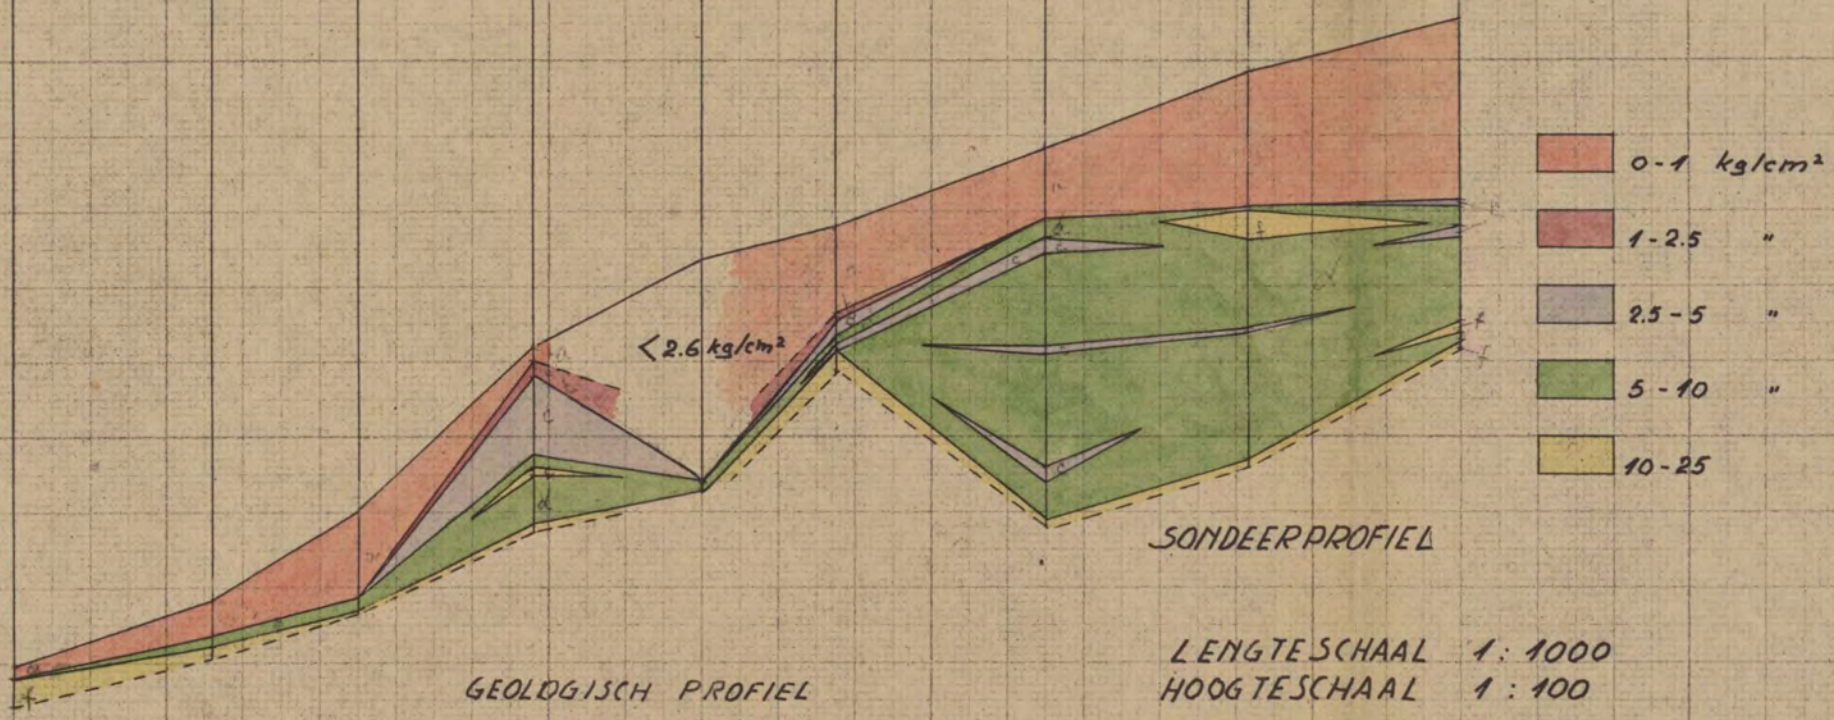 0-1 kg/cm²
1-2.5 "
2.5-5 "
5-10 "
10-25
<2.6 kg/cm²
SONDEERPROFIEL
LENGTESCHAAL 1:1000
HOOGTESCHAAL 1:100
GEOLOGISCH PROFIEL